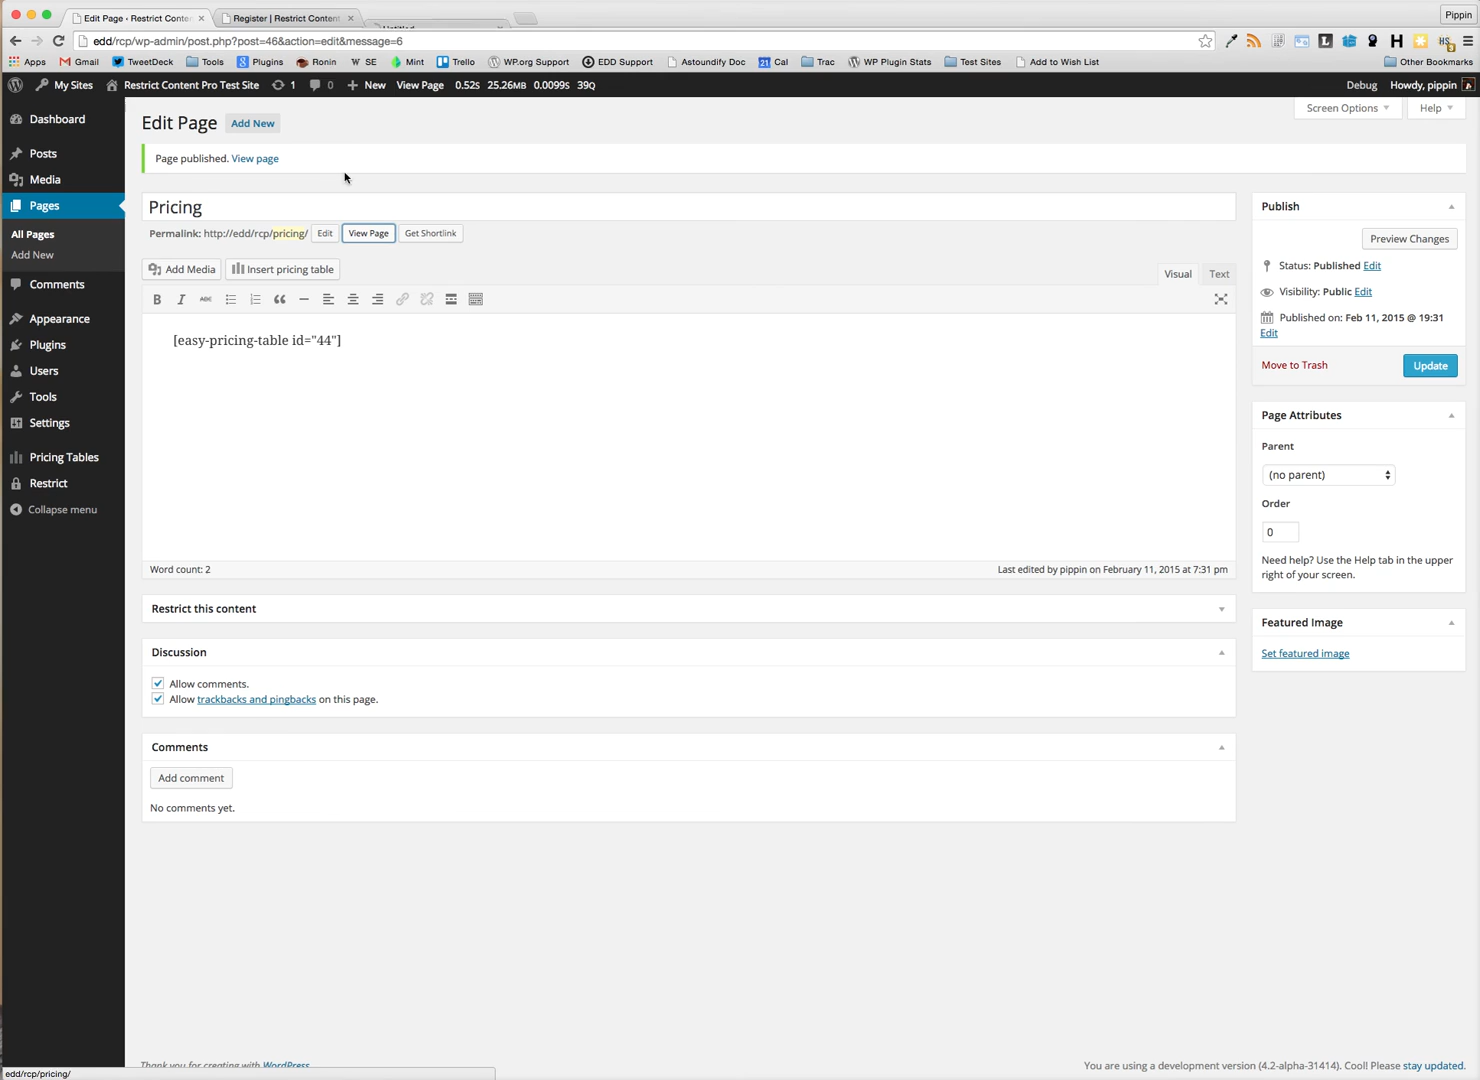 Edit Page ‹ Restrict Conte
Register | Restrict Content
Untitled
Pippin
edd/rcp/wp-admin/post.php?post=46&action=edit&message=6
Apps Gmail TweetDeck Tools Plugins Ronin SE Mint Trello WP.org Support EDD Support Astoundify Doc Cal Trac WP Plugin Stats Test Sites Add to Wish List Other Bookmarks
My Sites Restrict Content Pro Test Site 1 0 New View Page 0.52S 25.26MB 0.0099S 39Q Debug Howdy, pippin
Screen Options Help
Dashboard
Posts
Media
Pages
All Pages
Add New
Comments
Appearance
Plugins
Users
Tools
Settings
Pricing Tables
Restrict
Collapse menu
Edit Page Add New
Page published. View page
Pricing
Permalink: http://edd/rcp/pricing/ Edit View Page Get Shortlink
Add Media Insert pricing table
Visual Text
B I ABC
[easy-pricing-table id="44"]
Word count: 2
Last edited by pippin on February 11, 2015 at 7:31 pm
Restrict this content
Discussion
Allow comments.
Allow trackbacks and pingbacks on this page.
Comments
Add comment
No comments yet.
Publish
Preview Changes
Status: Published Edit
Visibility: Public Edit
Published on: Feb 11, 2015 @ 19:31
Edit
Move to Trash Update
Page Attributes
Parent
(no parent)
Order
0
Need help? Use the Help tab in the upper
right of your screen.
Featured Image
Set featured image
Thank you for creating with WordPress
You are using a development version (4.2-alpha-31414). Cool! Please stay updated.
edd/rcp/pricing/